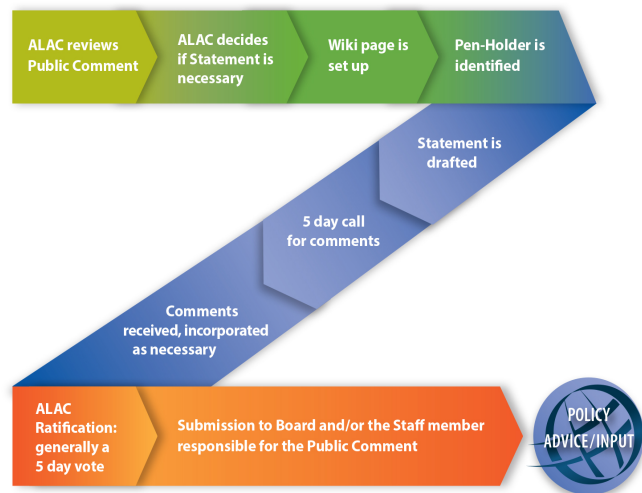 ALAC reviews
Public Comment
ALAC decides
if Statement is
necessary
Wiki page is
set up
Pen-Holder is
identified
Statement is
drafted
5 day call
for comments
Comments
received, incorporated
as necessary
ALAC
Ratification:
generally a
5 day vote
Submission to Board and/or the Staff member
responsible for the Public Comment
POLICY
ADVICE/INPUT